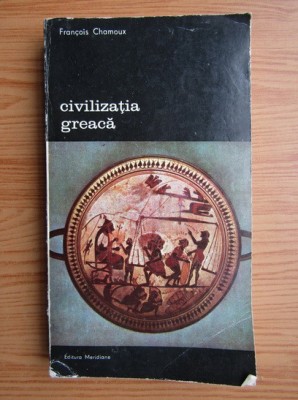 François Chamoux
civilizația
greacă
Editura Meridiane